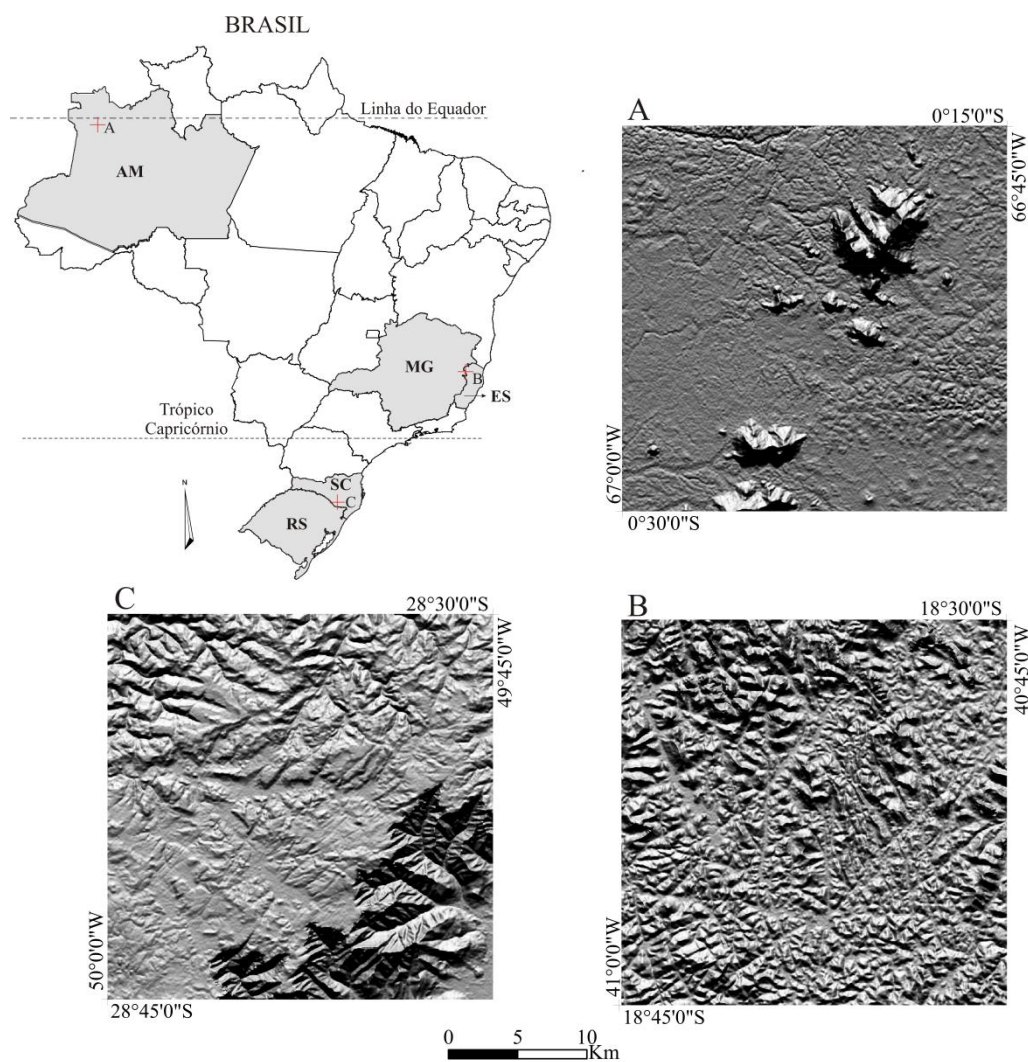 BRASIL
Linha do Equador
A
AM
MG
B
ES
Trópico
Capricórnio
N
SC
C
RS
A
0°15'0"S
66°45'0"W
67°0'0"W
0°30'0"S
C
28°30'0"S
49°45'0"W
50°0'0"W
28°45'0"S
B
18°30'0"S
40°45'0"W
41°0'0"W
18°45'0"S
0 5 10
Km